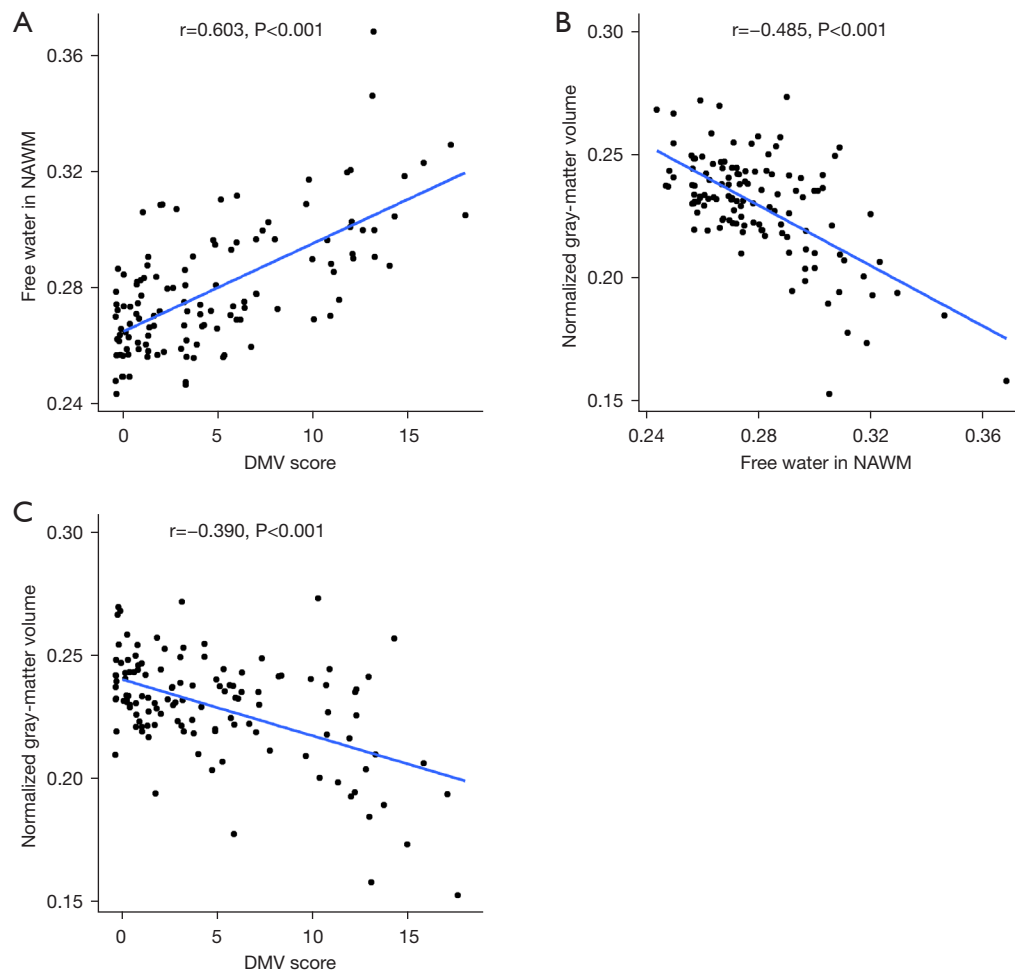 A
r=0.603, P<0.001
Free water in NAWM
0.36
0.32
0.28
0.24
0
5
10
15
DMV score
B
r=−0.485, P<0.001
Normalized gray-matter volume
0.30
0.25
0.20
0.15
0.24
0.28
0.32
0.36
Free water in NAWM
C
r=−0.390, P<0.001
Normalized gray-matter volume
0.30
0.25
0.20
0.15
0
5
10
15
DMV score